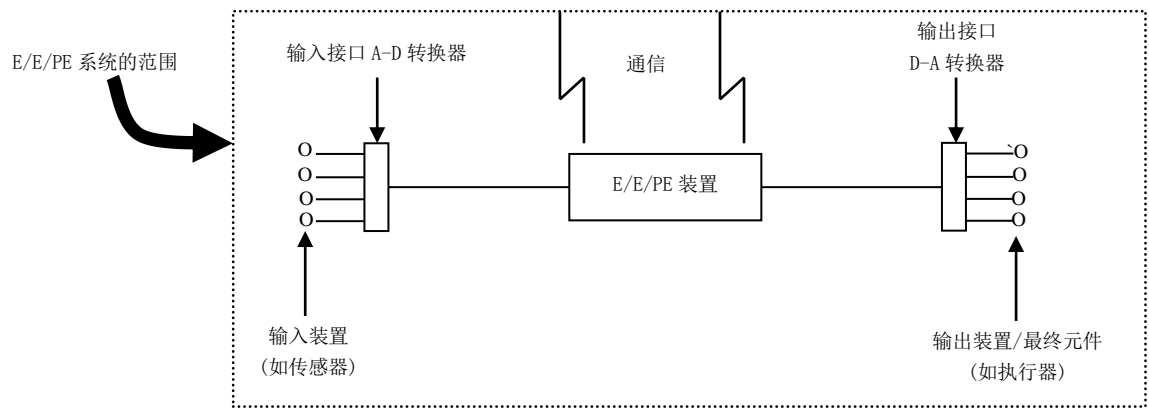 E/E/PE 系统的范围
输入接口 A-D 转换器
通信
输出接口
D-A 转换器
O
O
O
O
E/E/PE 装置
`O
O
O
O
输入装置
(如传感器)
输出装置/最终元件
(如执行器)